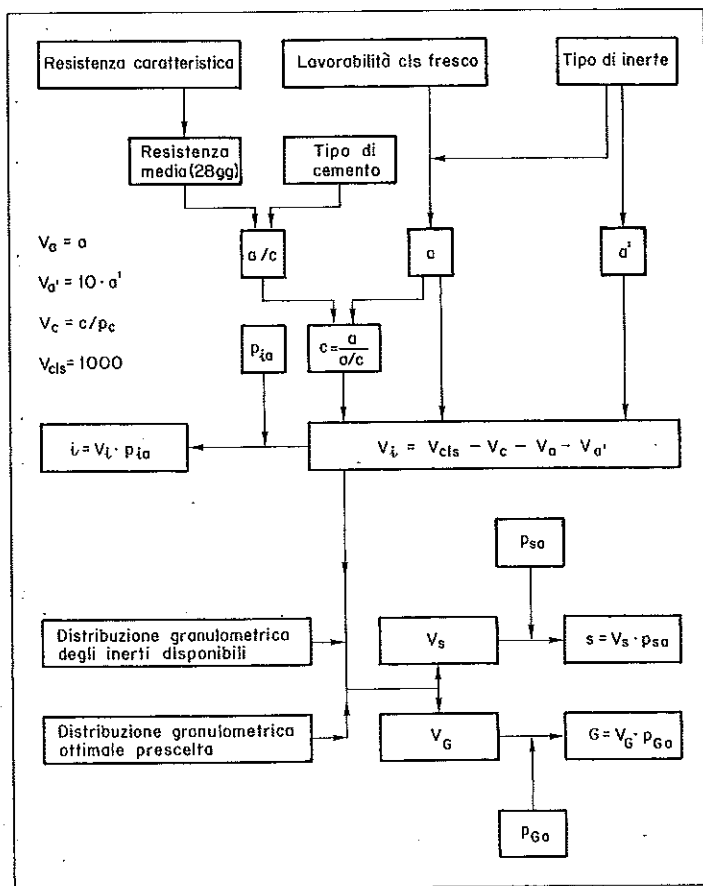 Resistenza caratteristica
Lavorabilità cls fresco
Tipo di inerte
Resistenza
media (28gg)
Tipo di
cemento
a/c
a
a'
Va = a
Va' = 10 · a'
Vc = c/pc
Vcls = 1000
pia
c = a
a/c
i = Vi · pia
Vi = Vcls − Vc − Va − Va'
psa
Distribuzione granulometrica
degli inerti disponibili
Vs
s = Vs · psa
Distribuzione granulometrica
ottimale prescelta
VG
G = VG · pGa
pGa